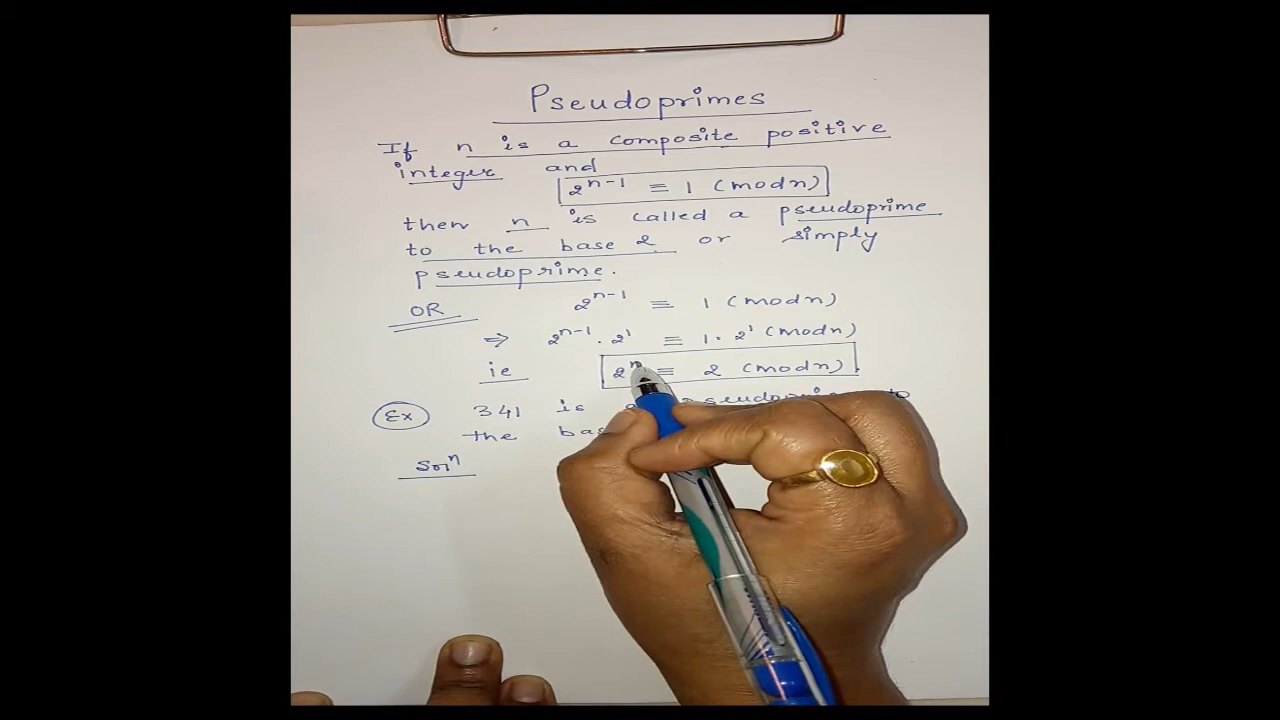 Pseudoprimes
If n is a composite positive
integer and
2^{n-1} ≡ 1 (mod n)
then n is called a pseudoprime
to the base 2 or simply
pseudoprime.
OR 2^{n-1} ≡ 1 (mod n)
⇒ 2^{n-1} . 2^1 ≡ 1 . 2^1 (mod n)
ie 2^n ≡ 2 (mod n)
Ex 341 is to
the
Sol^n